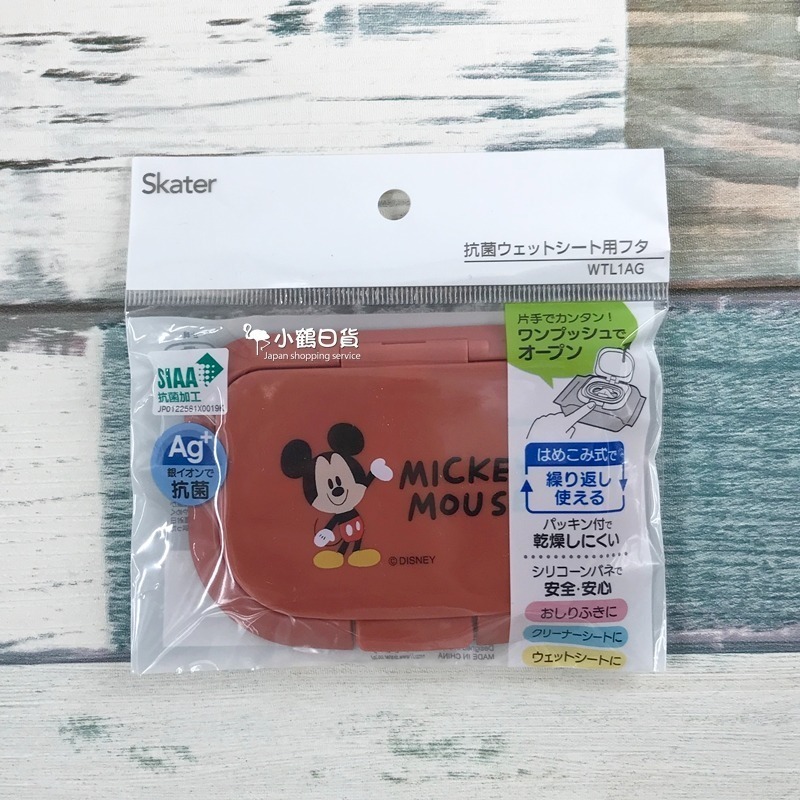 Skater
抗菌ウェットシート用フタ
WTL1AG
小鶴日貨
Japan shopping service
片手でカンタン!
ワンプッシュで
オープン
SIAA
抗菌加工
JP0122581X0019K
Ag+
銀イオンで
抗菌
MICKE
MOUS
©DISNEY
はめこみ式で
繰り返し
使える
パッキン付で
乾燥しにくい
シリコーンバネで
安全・安心
おしりふきに
クリーナーシートに
ウェットシートに
MADE IN CHINA